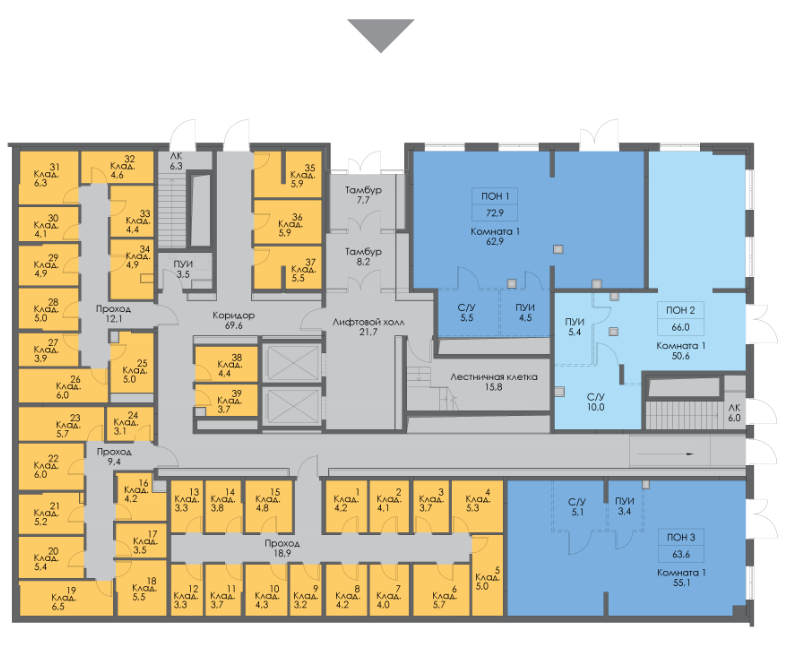 31
Клад.
6.3
32
Клад.
4.6
ЛК
6.3
35
Клад.
5.9
Тамбур
7.7
ПОН 1
72.9
Комната 1
62.9
30
Клад.
4.1
33
Клад.
4.4
36
Клад.
5.9
29
Клад.
4.9
34
Клад.
4.9
ПУИ
3.5
37
Клад.
5.5
Тамбур
8.2
28
Клад.
5.0
Проход
12.1
Коридор
69.6
Лифтовой холл
21.7
С/У
5.5
ПУИ
4.5
ПУИ
5.4
ПОН 2
66.0
Комната 1
50.6
27
Клад.
3.9
25
Клад.
5.0
38
Клад.
4.4
26
Клад.
6.0
39
Клад.
3.7
Лестничная клетка
15.8
С/У
10.0
ЛК
6.0
23
Клад.
5.7
24
Клад.
3.1
22
Клад.
6.0
Проход
9.4
21
Клад.
5.2
16
Клад.
4.2
13
Клад.
3.3
14
Клад.
3.8
15
Клад.
4.8
1
Клад.
4.2
2
Клад.
4.1
3
Клад.
3.7
4
Клад.
5.3
С/У
5.1
ПУИ
3.4
ПОН 3
63.6
Комната 1
55.1
20
Клад.
5.4
17
Клад.
3.5
Проход
18.9
19
Клад.
6.5
18
Клад.
5.5
12
Клад.
3.3
11
Клад.
3.7
10
Клад.
4.3
9
Клад.
3.2
8
Клад.
4.2
7
Клад.
4.0
6
Клад.
5.7
5
Клад.
5.0